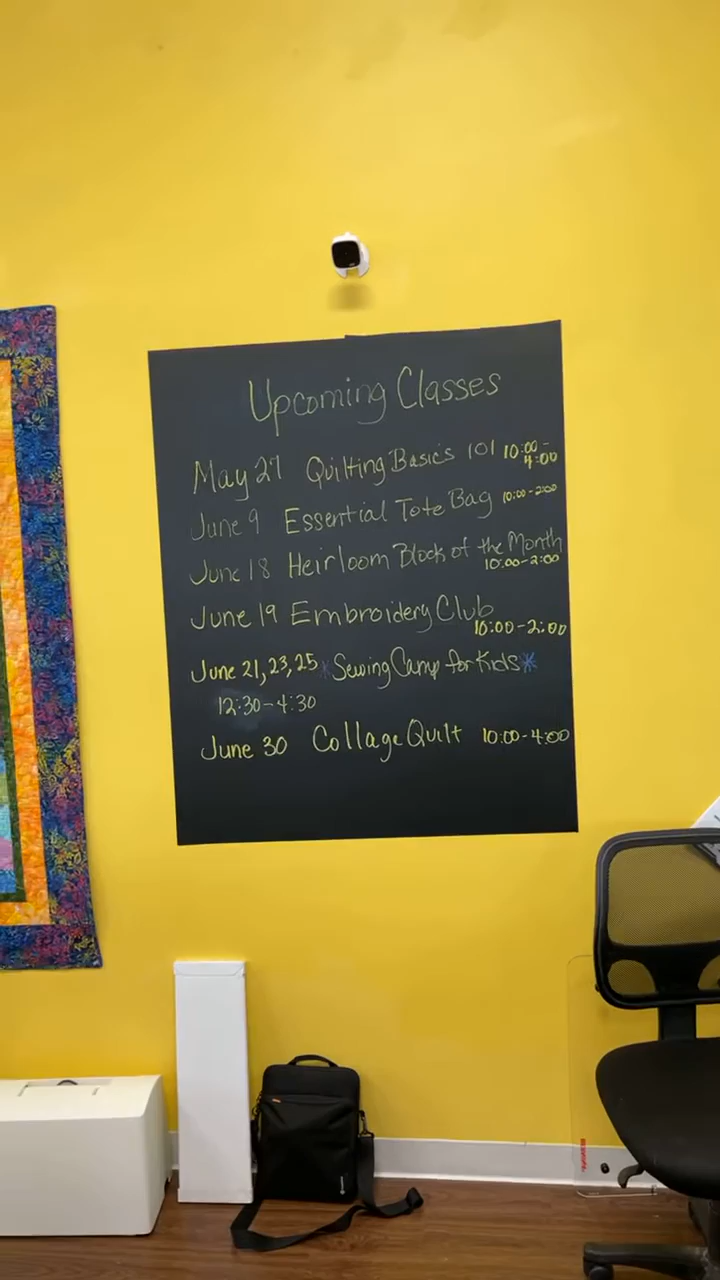 Upcoming Classes
May 27 Quilting Basics 101 10:00-
4:00
June 9 Essential Tote Bag 10:00-2:00
June 18 Heirloom Block of the Month
10:00-2:00
June 19 Embroidery Club
10:00-2:00
June 21, 23, 25 *Sewing Camp for Kids*
12:30-4:30
June 30 Collage Quilt 10:00-4:00